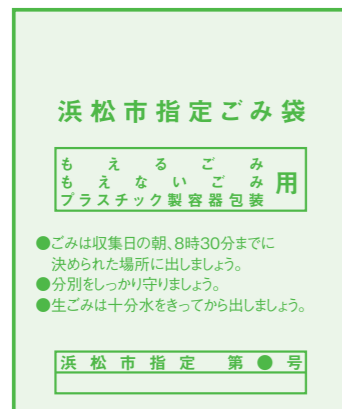 浜松市指定ごみ袋
もえるごみ
もえないごみ 用
プラスチック製容器包装
●ごみは収集日の朝、8時30分までに
決められた場所に出しましょう。
●分別をしっかり守りましょう。
●生ごみは十分水をきってから出しましょう。
浜松市指定 第●号